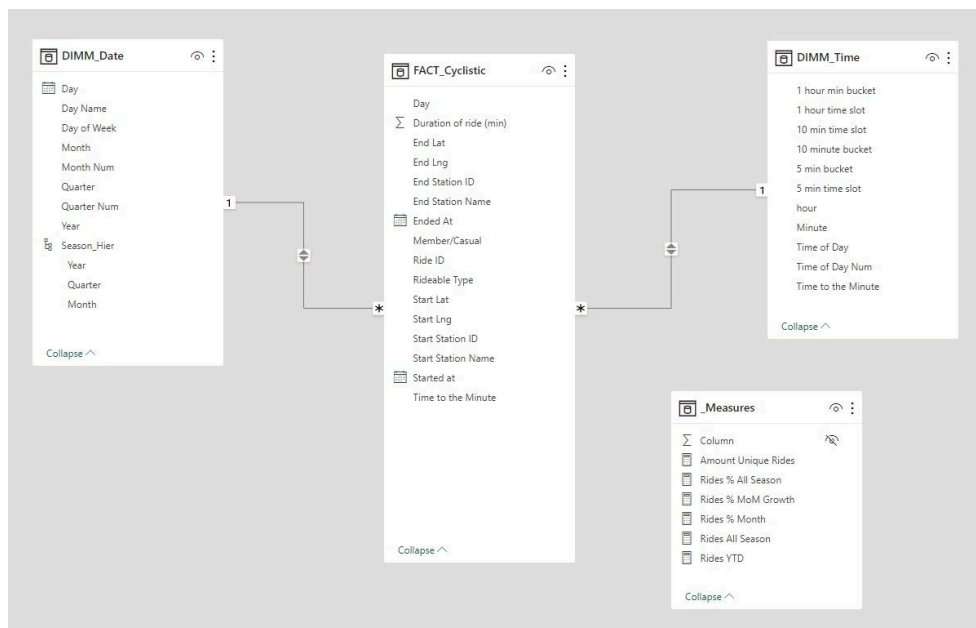 DIMM_Date
Day
Day Name
Day of Week
Month
Month Num
Quarter
Quarter Num
Year
Season_Hier
Year
Quarter
Month
Collapse
1
*
FACT_Cyclistic
Day
Duration of ride (min)
End Lat
End Lng
End Station ID
End Station Name
Ended At
Member/Casual
Ride ID
Rideable Type
Start Lat
Start Lng
Start Station ID
Start Station Name
Started at
Time to the Minute
Collapse
*
1
DIMM_Time
1 hour min bucket
1 hour time slot
10 min time slot
10 minute bucket
5 min bucket
5 min time slot
hour
Minute
Time of Day
Time of Day Num
Time to the Minute
Collapse
_Measures
Column
Amount Unique Rides
Rides % All Season
Rides % MoM Growth
Rides % Month
Rides All Season
Rides YTD
Collapse